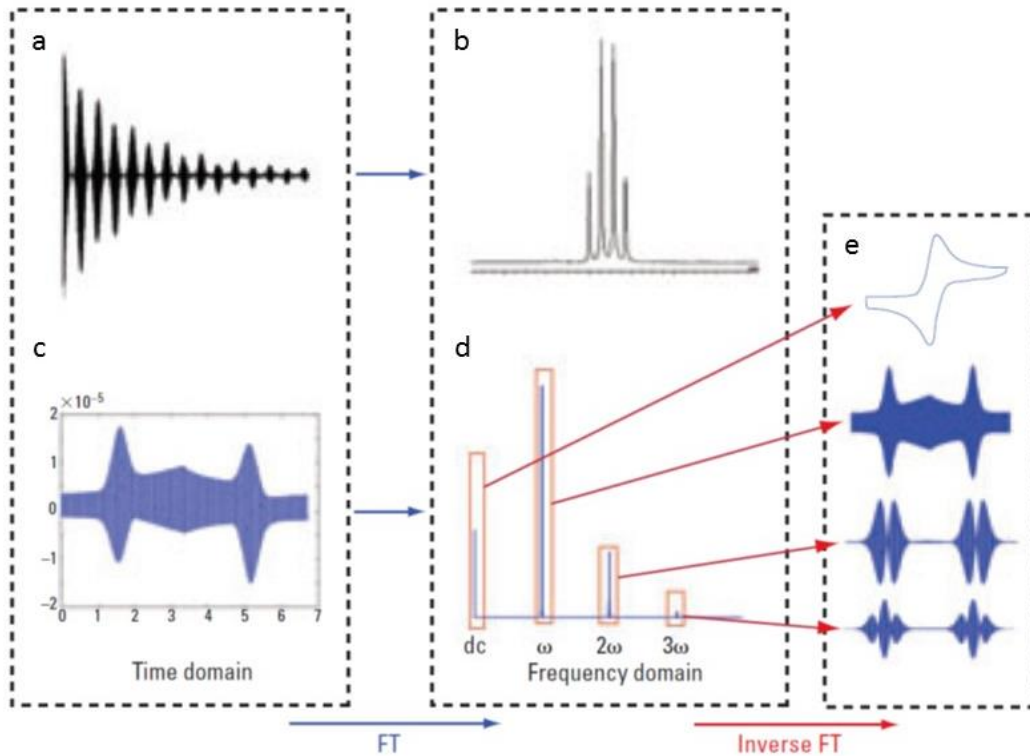 a
b
c
×10⁻⁵
2
1
0
−1
−2
0 1 2 3 4 5 6 7
Time domain
d
dc ω 2ω 3ω
Frequency domain
e
FT
Inverse FT